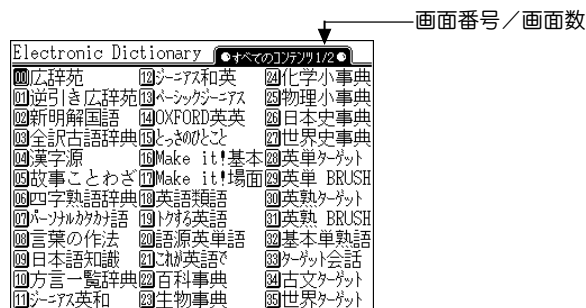 画面番号／画面数
Electronic Dictionary すべてのコンテンツ 1/2
00広辞苑 12ジーニアス和英 24化学小事典
01逆引き広辞苑 13ベーシックジーニアス 25物理小事典
02新明解国語 14OXFORD英英 26日本史事典
03全訳古語辞典 15とっさのひとこと 27世界史事典
04漢字源 16Make it!基本 28英単ターゲット
05故事ことわざ 17Make it!場面 29英単 BRUSH
06四字熟語辞典 18英語類語 30英熟ターゲット
07パーソナルカタカナ語 19トクする英語 31英熟 BRUSH
08言葉の作法 20語源英単語 32基本単熟語
09日本語知識 21これが英語で 33ターゲット会話
10方言一覧辞典 22百科事典 34古文ターゲット
11ジーニアス英和 23生物事典 35世界ターゲット